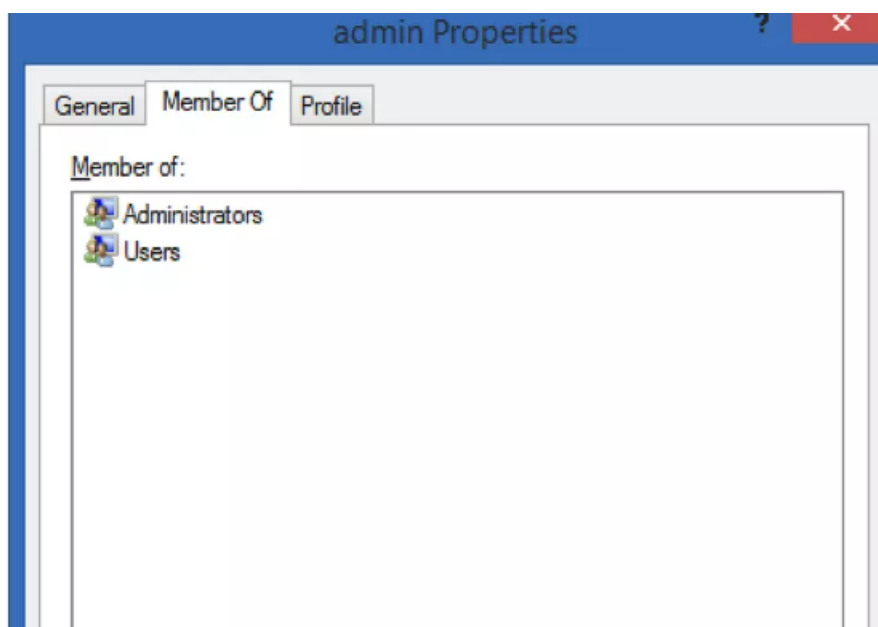 admin Properties
?
General Member Of Profile
Member of:
Administrators
Users